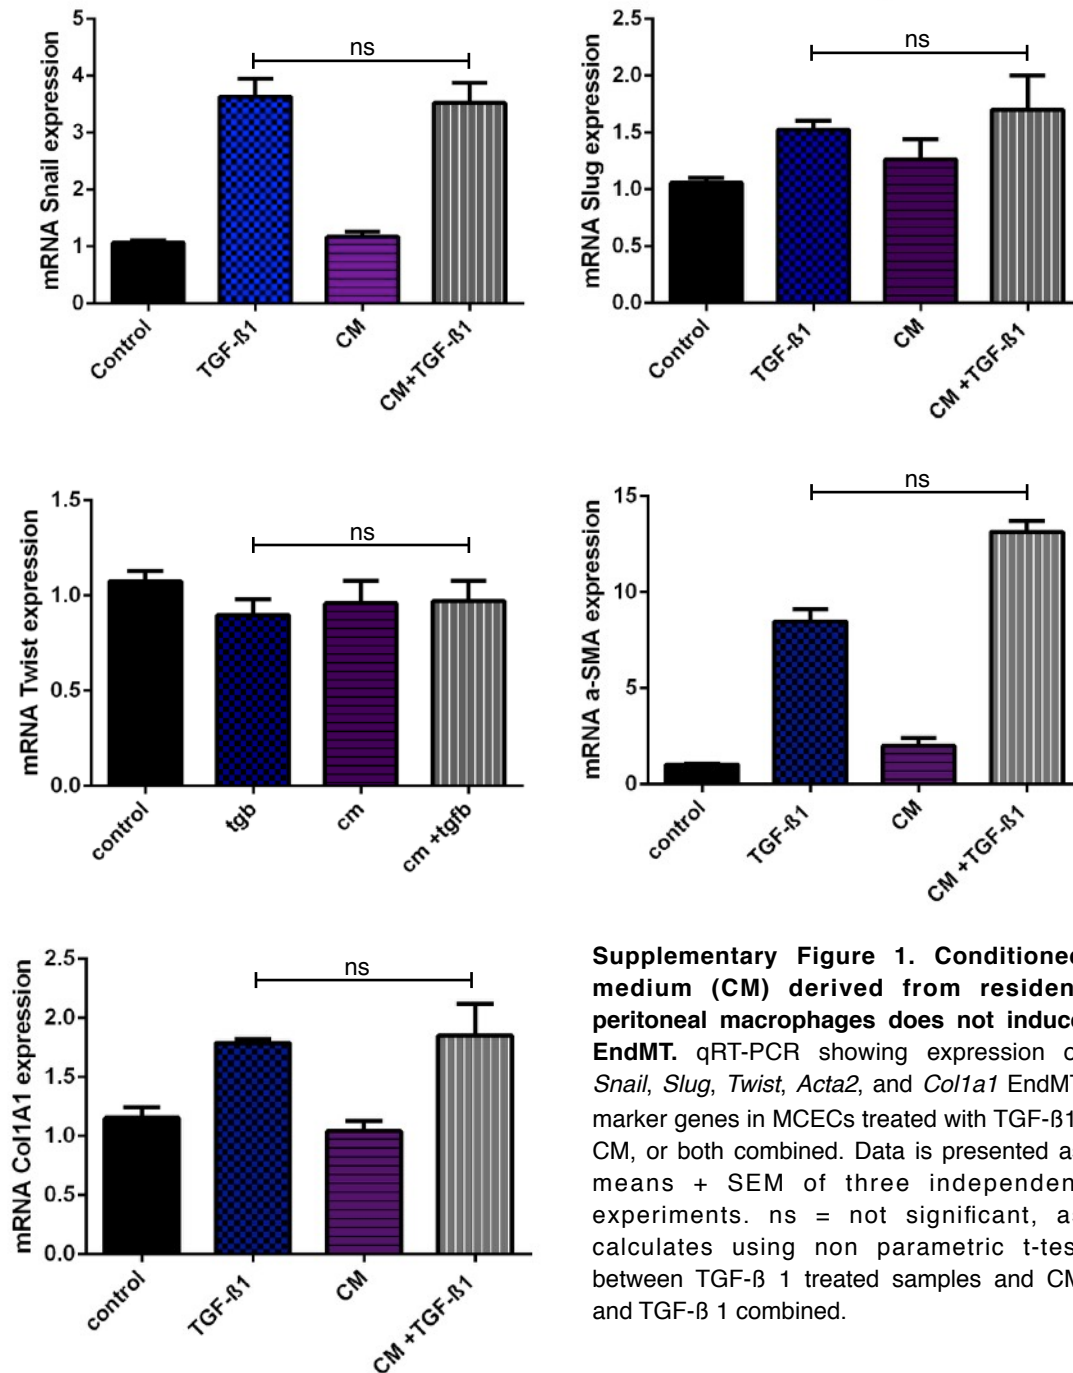 mRNA Snail expression
5
4
3
2
1
0
ns
Control
TGF-ß1
CM
CM+TGF-ß1
mRNA Slug expression
2.5
2.0
1.5
1.0
0.5
0.0
ns
Control
TGF-ß1
CM
CM +TGF-ß1
mRNA Twist expression
1.5
1.0
0.5
0.0
ns
control
tgb
cm
cm +tgfb
mRNA a-SMA expression
15
10
5
0
ns
control
TGF-ß1
CM
CM +TGF-ß1
mRNA Col1A1 expression
2.5
2.0
1.5
1.0
0.5
0.0
ns
control
TGF-ß1
CM
CM +TGF-ß1
Supplementary Figure 1. Conditioned
medium (CM) derived from residen
peritoneal macrophages does not induce
EndMT. qRT-PCR showing expression o
Snail, Slug, Twist, Acta2, and Col1a1 EndMT
marker genes in MCECs treated with TGF-ß1
CM, or both combined. Data is presented as
means + SEM of three independen
experiments. ns = not significant, as
calculates using non parametric t-tes
between TGF-ß 1 treated samples and CM
and TGF-ß 1 combined.